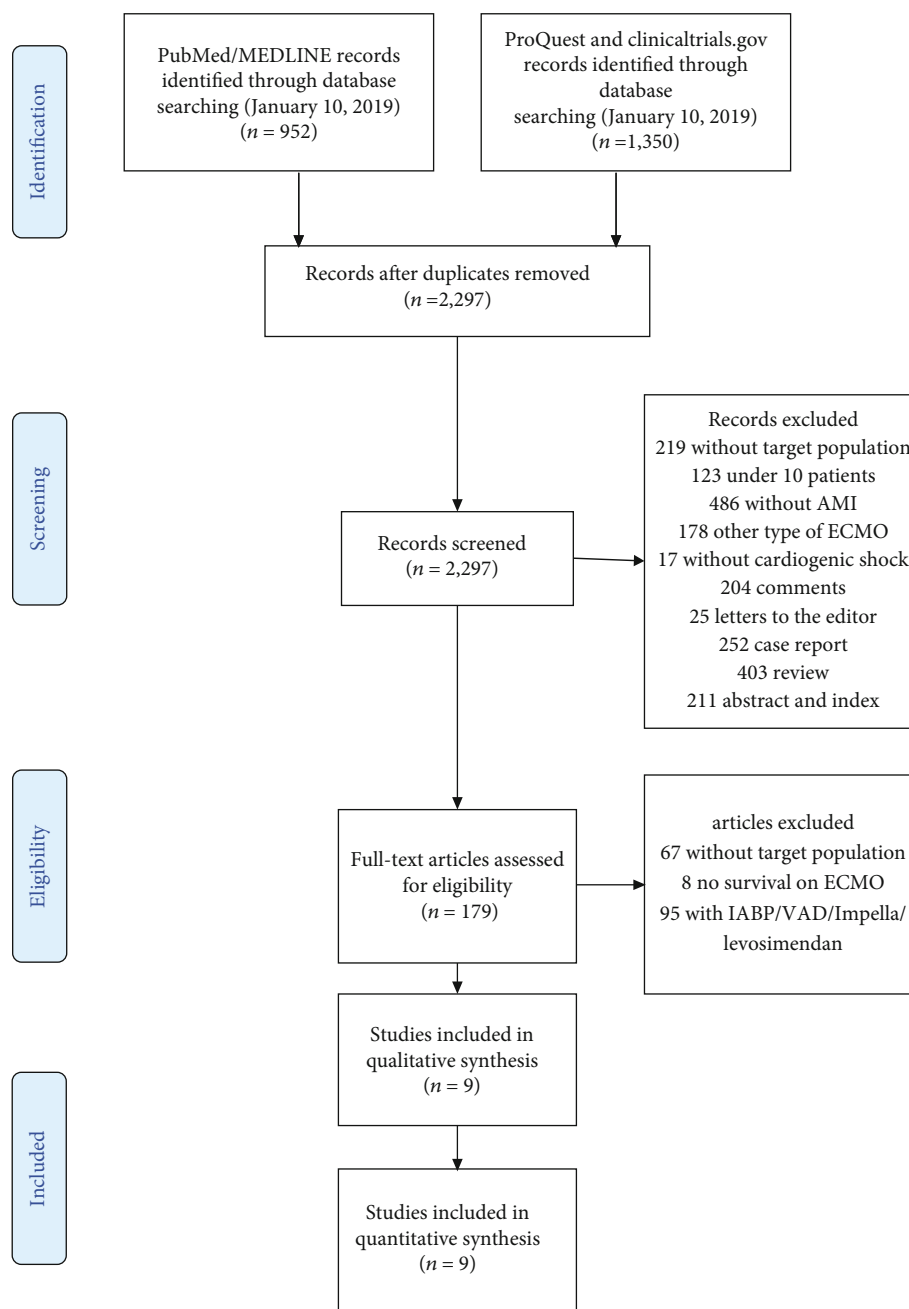 Identification
PubMed/MEDLINE records
identified through database
searching (January 10, 2019)
(n = 952)
ProQuest and clinicaltrials.gov
records identified through
database
searching (January 10, 2019)
(n =1,350)
Records after duplicates removed
(n =2,297)
Screening
Records screened
(n = 2,297)
Records excluded
219 without target population
123 under 10 patients
486 without AMI
178 other type of ECMO
17 without cardiogenic shock
204 comments
25 letters to the editor
252 case report
403 review
211 abstract and index
Eligibility
Full-text articles assessed
for eligibility
(n = 179)
articles excluded
67 without target population
8 no survival on ECMO
95 with IABP/VAD/Impella/
levosimendan
Included
Studies included in
qualitative synthesis
(n = 9)
Studies included in
quantitative synthesis
(n = 9)